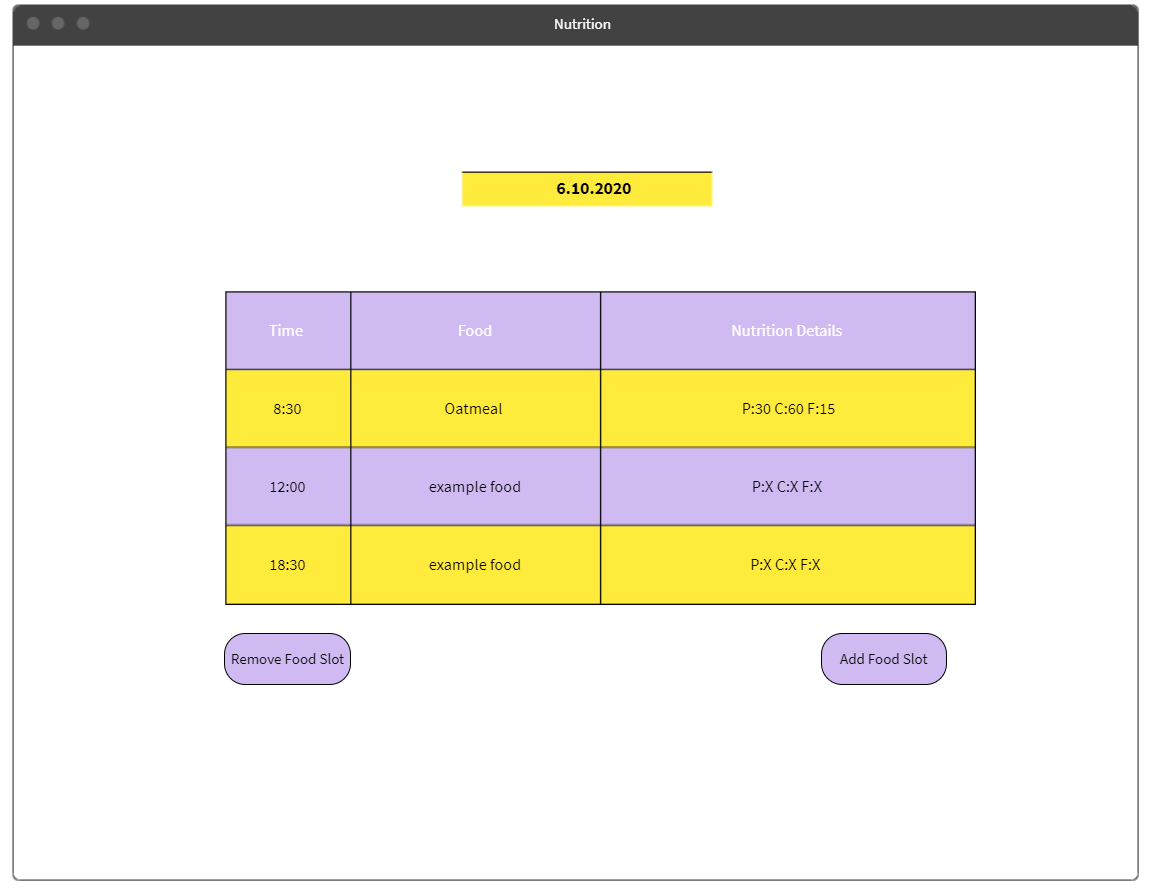 Nutrition
6.10.2020
Time Food Nutrition Details
8:30 Oatmeal P:30 C:60 F:15
12:00 example food P:X C:X F:X
18:30 example food P:X C:X F:X
Remove Food Slot Add Food Slot